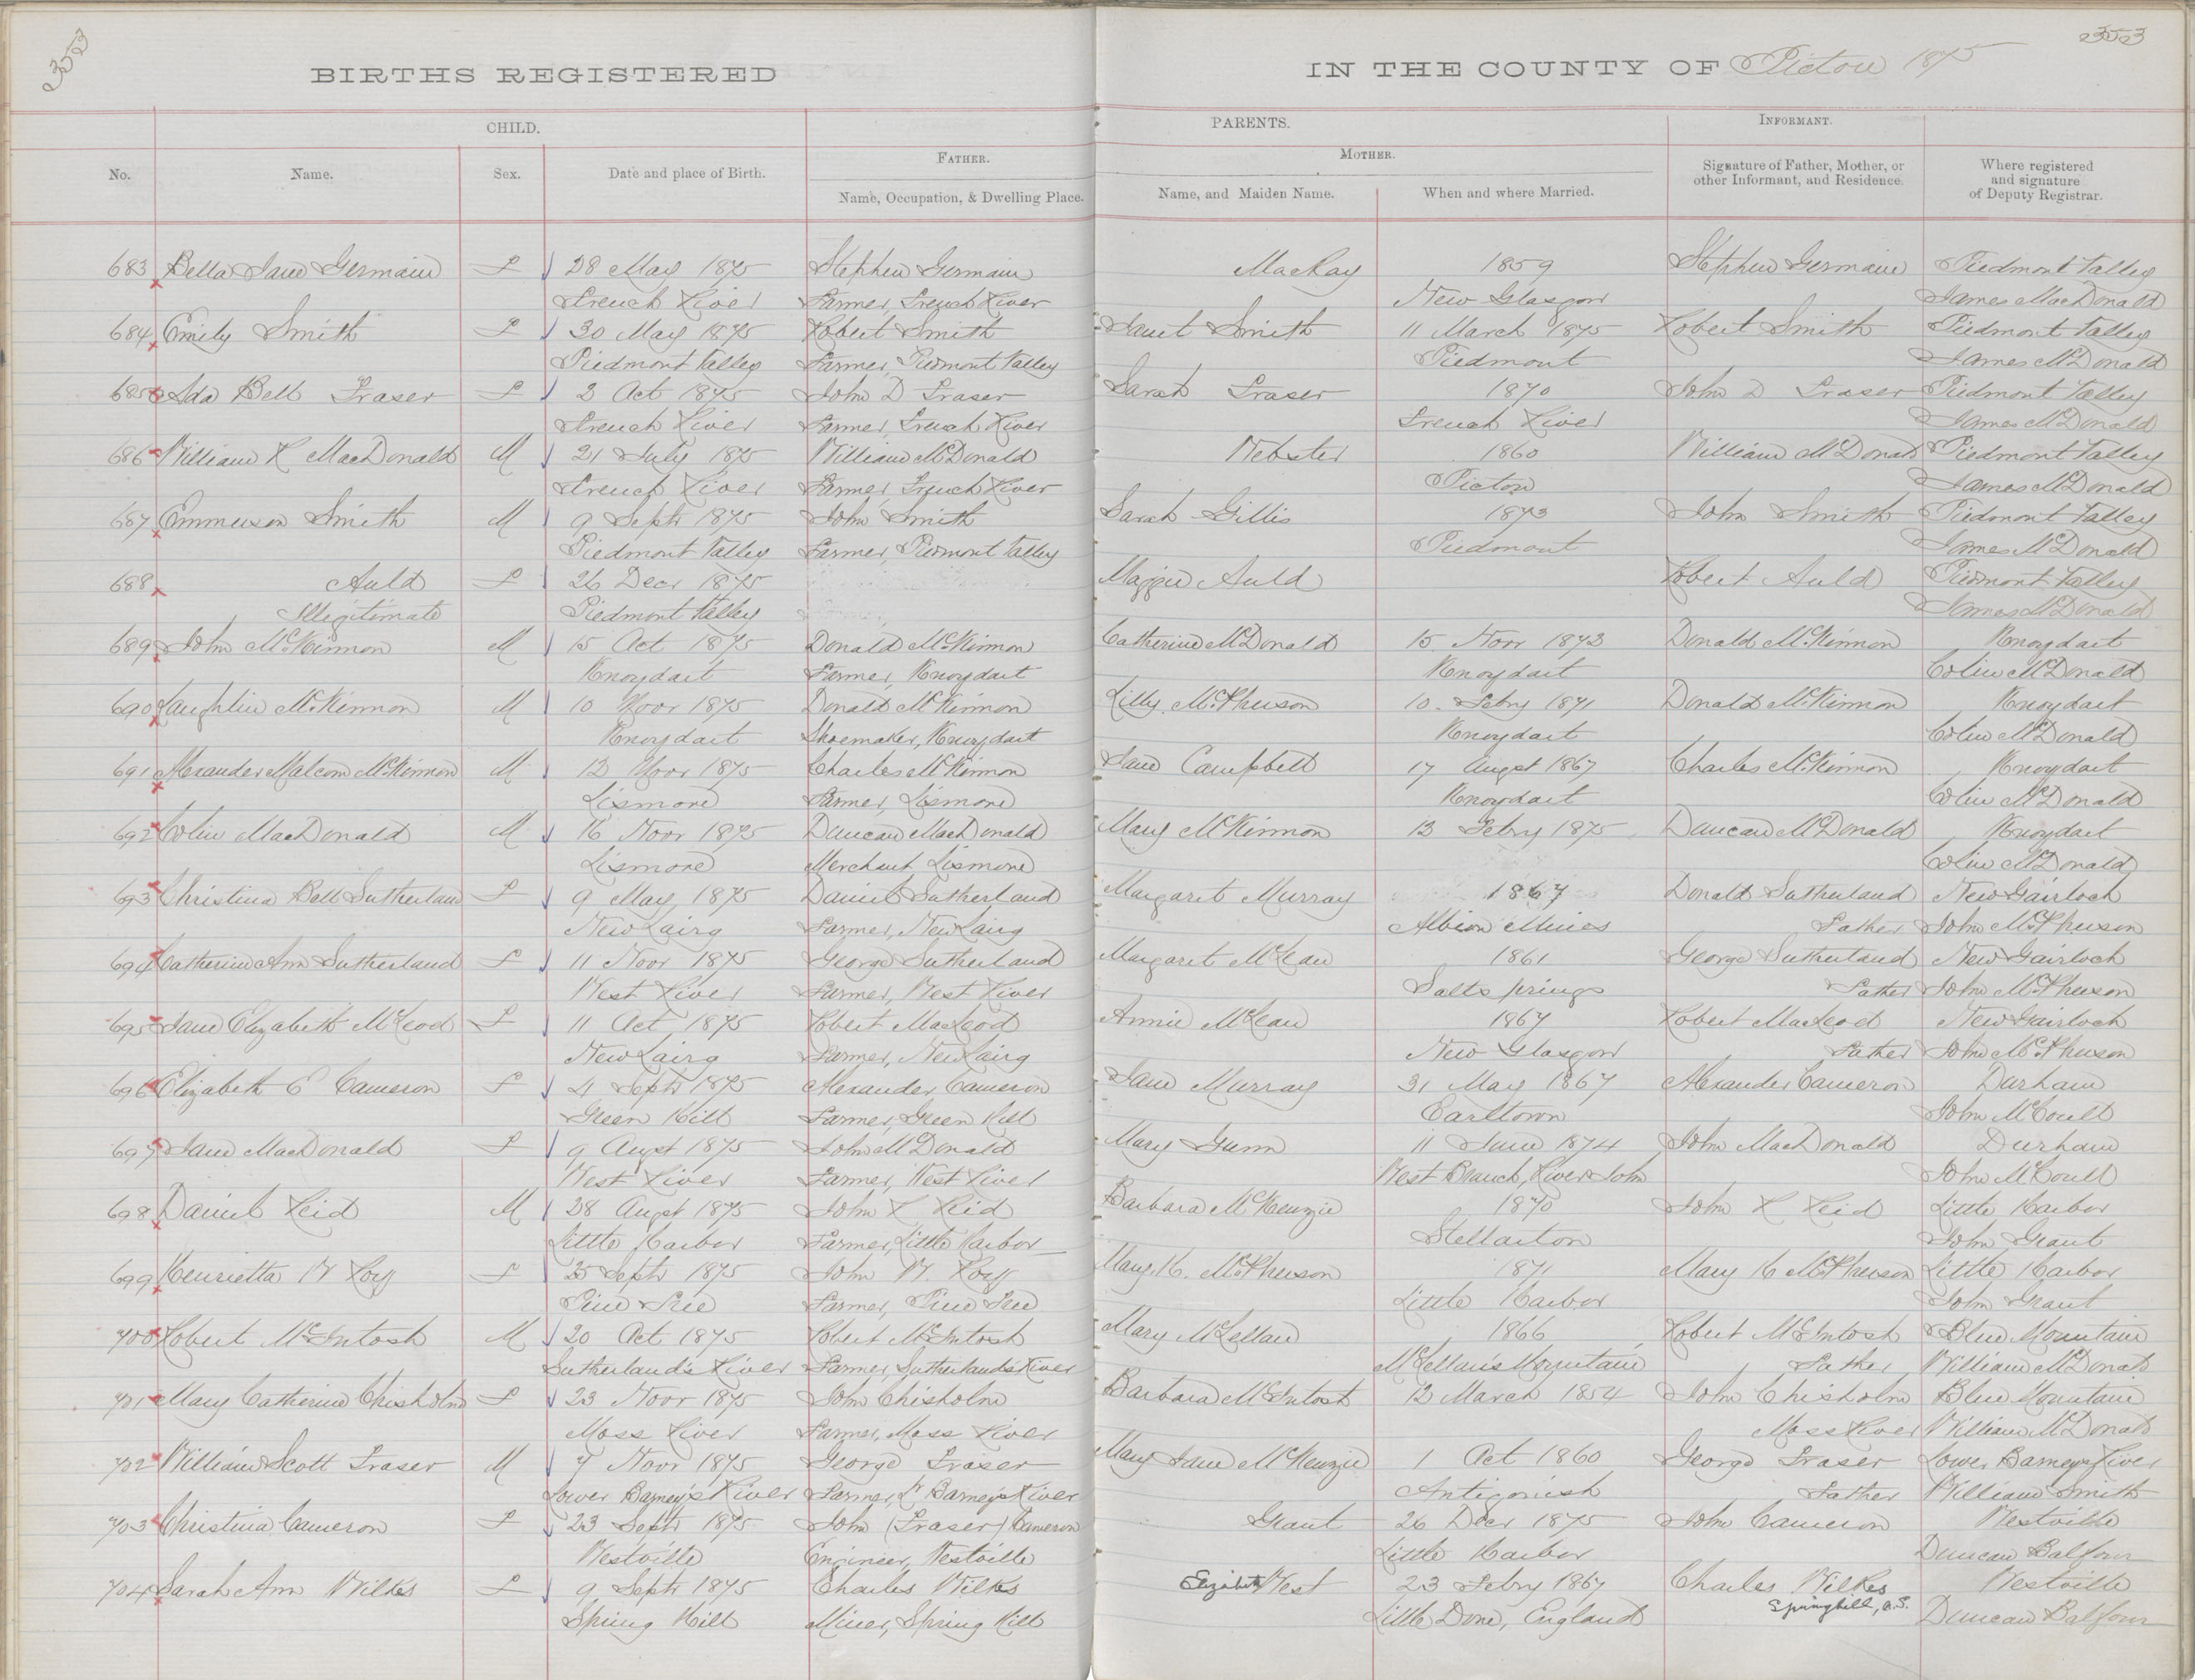 353
353
BIRTHS REGISTERED IN THE COUNTY OF Pictou 1875
CHILD. PARENTS. INFORMANT.
FATHER. MOTHER.
No. Name. Sex. Date and place of Birth. Name, Occupation, & Dwelling Place. Name, and Maiden Name. When and where Married. Signature of Father, Mother, or other Informant, and Residence. Where registered and signature of Deputy Registrar.
683 Bella Jane Germain F 28 May 1875 Stephen Germain MacKay 1859 Stephen Germain Piedmont Valley
French River Farmer, French River New Glasgow James MacDonald
684 Emily Smith F 30 May 1875 Robert Smith Janet Smith 11 March 1875 Robert Smith Piedmont Valley
Piedmont Valley Farmer, Piedmont Valley Piedmont James McDonald
685 Ada Bell Fraser F 2 Oct 1875 John D Fraser Sarah Fraser 1870 John D Fraser Piedmont Valley
French River Farmer, French River French River James McDonald
686 William R MacDonald M 21 July 1875 William McDonald Webster 1860 William McDonald Piedmont Valley
French River Farmer, French River Pictou James McDonald
687 Emmerson Smith M 9 Septr 1875 John Smith Sarah Gillis 1873 John Smith Piedmont Valley
Piedmont Valley Farmer, Piedmont Valley Piedmont James McDonald
688 Auld F 26 Decr 1875 Maggie Auld Robert Auld Piedmont Valley
Illegitimate Piedmont Valley James McDonald
689 John McKinnon M 15 Oct 1875 Donald McKinnon Catherine McDonald 15 Novr 1873 Donald McKinnon Knoydart
Knoydart Farmer, Knoydart Knoydart Colin McDonald
690 Laughlin McKinnon M 10 Novr 1875 Donald McKinnon Lilly McPherson 10 Febry 1871 Donald McKinnon Knoydart
Knoydart Shoemaker, Knoydart Knoydart Colin McDonald
691 Alexander Malcom McKinnon M 12 Novr 1875 Charles McKinnon Jane Campbell 17 Augst 1867 Charles McKinnon Knoydart
Lismore Farmer, Lismore Knoydart Colin McDonald
692 Colin MacDonald M 16 Novr 1875 Duncan MacDonald Mary McKinnon 13 Febry 1875 Duncan McDonald Knoydart
Lismore Merchant Lismore Colin McDonald
693 Christina Bell Sutherland F 9 May 1875 Daniel Sutherland Margaret Murray 1867 Donald Sutherland New Gairloch
New Lairg Farmer, New Lairg Albion Mines Father John McPherson
694 Catherine Ann Sutherland F 11 Novr 1875 George Sutherland Margaret McLean 1861 George Sutherland New Gairloch
West River Farmer, West River Saltsprings Father John McPherson
695 Jane Elizabeth McLeod F 11 Oct 1875 Robert MacLeod Annie McLean 1867 Robert MacLeod New Gairloch
New Lairg Farmer, New Lairg New Glasgow Father John McPherson
696 Elizabeth C Cameron F 4 Septr 1875 Alexander Cameron Jane Murray 31 May 1867 Alexander Cameron Durham
Green Hill Farmer, Green Hill Earltown John McCoull
697 Jane MacDonald F 9 Augst 1875 John McDonald Mary Gunn 11 June 1874 John MacDonald Durham
West River Farmer, West River West Branch, River John John McCoull
698 Daniel Reid M 28 Augst 1875 John R Reid Barbara McKenzie 1870 John R Reid Little Harbor
Little Harbor Farmer, Little Harbor Stellarton John Grant
699 Henrietta W Roy F 25 Septr 1875 John W. Roy Mary H. McPherson 1871 Mary H McPherson Little Harbor
Pine Tree Farmer, Pine Tree Little Harbor John Grant
700 Robert McIntosh M 20 Oct 1875 Robert McIntosh Mary McLellan 1866 Robert McIntosh Blue Mountain
Sutherland's River Farmer, Sutherlands River McLellan's Mountain Father William McDonald
701 Mary Catherine Chisholm F 23 Novr 1875 John Chisholm Barbara McIntosh 12 March 1854 John Chisholm Blue Mountain
Moss River Farmer, Moss River Moss River William McDonald
702 William Scott Fraser M 7 Novr 1875 George Fraser Mary Jane McKenzie 1 Oct 1860 George Fraser Lower Barneys River
Lower Barney's River Farmer, Lr Barneys River Antigonish Father William Smith
703 Christina Cameron F 23 Septr 1875 John (Fraser) Cameron Grant 26 Decr 1875 John Cameron Westville
Westville Engineer, Westville Little Harbor Duncan Balfour
704 Sarah Ann Wilkes F 9 Septr 1875 Charles Wilkes Elizabeth West 23 Febry 1867 Charles Wilkes Westville
Spring Hill Miner, Spring Hill Little Done, England Springhill, N.S. Duncan Balfour